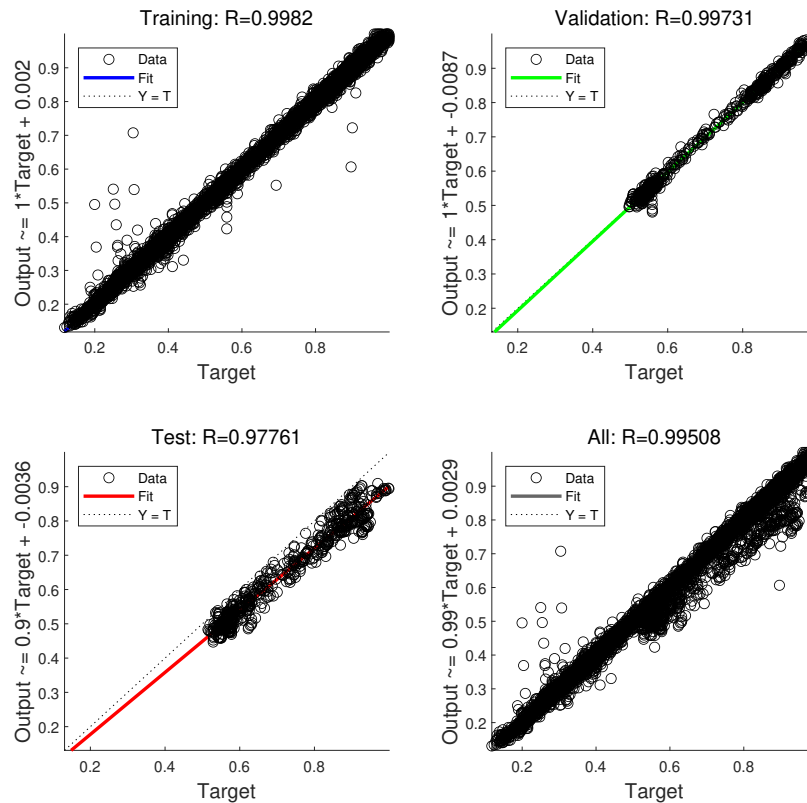 Training: R=0.9982
Output ~= 1*Target + 0.002
0.9
0.8
0.7
0.6
0.5
0.4
0.3
0.2
Data
Fit
Y = T
0.2 0.4 0.6 0.8
Target
Validation: R=0.99731
Output ~= 1*Target + -0.0087
0.9
0.8
0.7
0.6
0.5
0.4
0.3
0.2
Data
Fit
Y = T
0.2 0.4 0.6 0.8
Target
Test: R=0.97761
Output ~= 0.9*Target + -0.0036
0.9
0.8
0.7
0.6
0.5
0.4
0.3
0.2
Data
Fit
Y = T
0.2 0.4 0.6 0.8
Target
All: R=0.99508
Output ~= 0.99*Target + 0.0029
0.9
0.8
0.7
0.6
0.5
0.4
0.3
0.2
Data
Fit
Y = T
0.2 0.4 0.6 0.8
Target